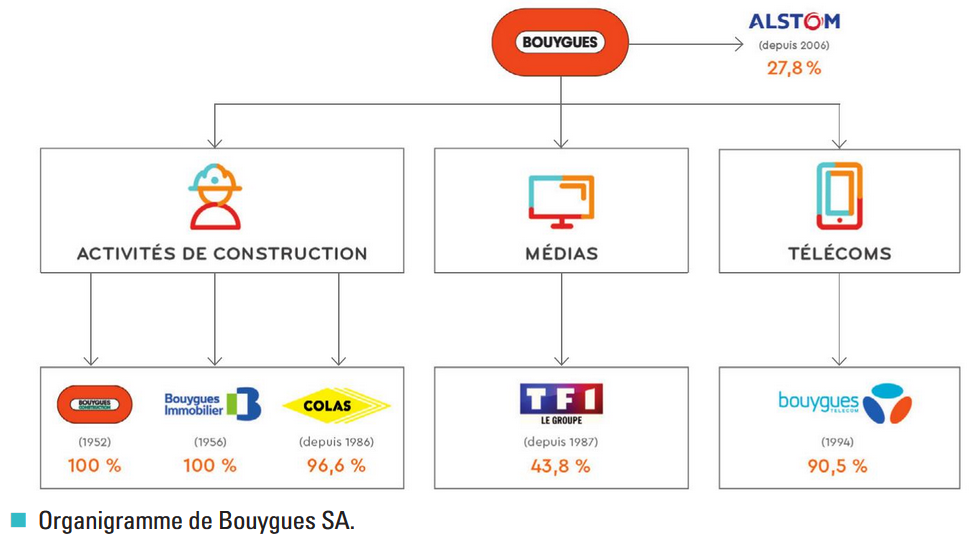 BOUYGUES
ALSTOM
(depuis 2006)
27,8 %
ACTIVITÉS DE CONSTRUCTION
MÉDIAS
TÉLÉCOMS
BOUYGUES
CONSTRUCTION
(1952)
100 %
Bouygues
Immobilier
(1956)
100 %
COLAS
(depuis 1986)
96,6 %
TF1
LE GROUPE
(depuis 1987)
43,8 %
bouygues
TELECOM
(1994)
90,5 %
Organigramme de Bouygues SA.